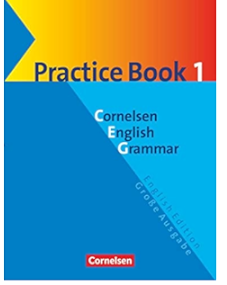 Practice Book 1
Cornelsen
English
Grammar
English Edition
Große Ausgabe
Cornelsen